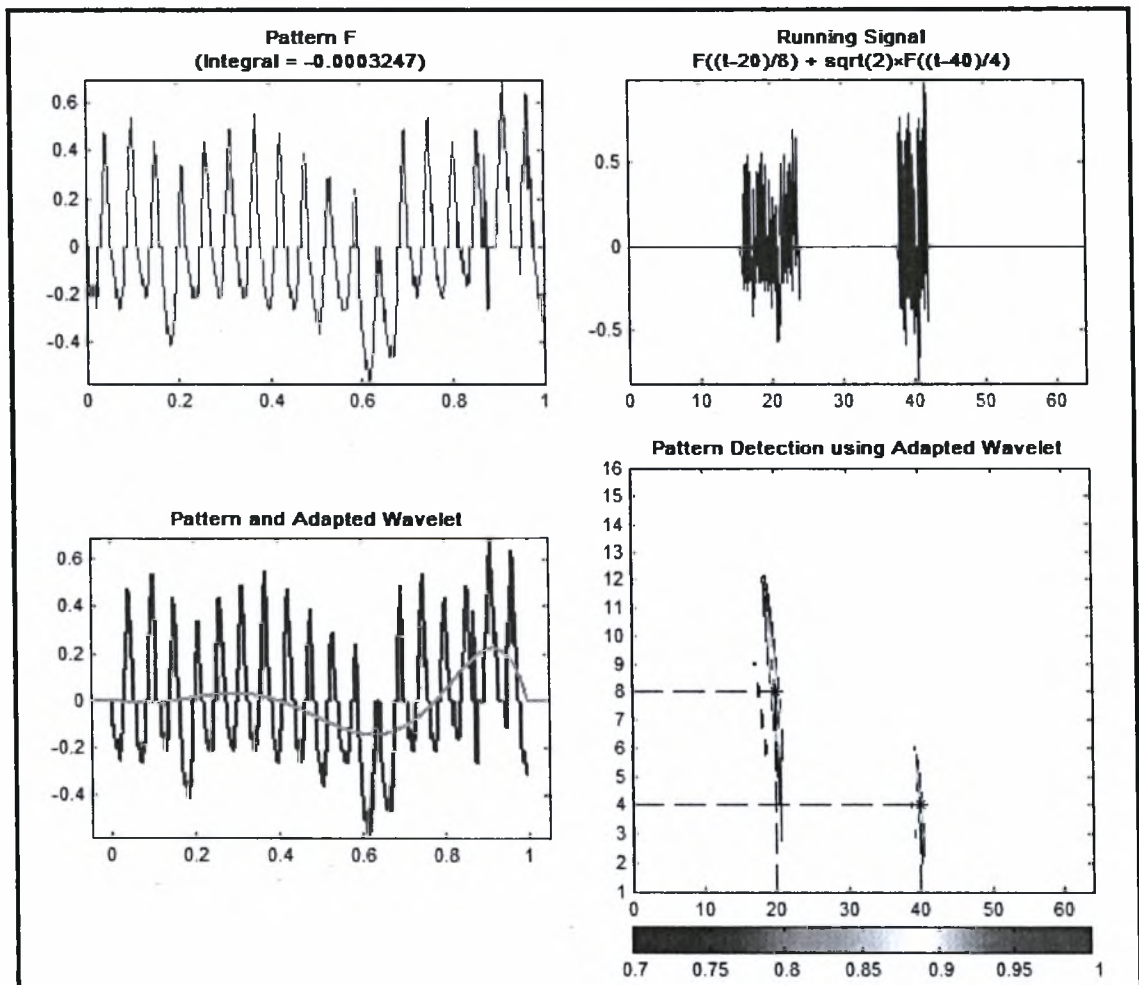 Pattern F
(Integral = -0.0003247)
0.6
0.4
0.2
0
-0.2
-0.4
0 0.2 0.4 0.6 0.8 1
Running Signal
F((t-20)/8) + sqrt(2)×F((t-40)/4)
0.5
0
-0.5
0 10 20 30 40 50 60
Pattern and Adapted Wavelet
0.6
0.4
0.2
0
-0.2
-0.4
0 0.2 0.4 0.6 0.8 1
Pattern Detection using Adapted Wavelet
16
15
14
13
12
11
10
9
8
7
6
5
4
3
2
1
0 10 20 30 40 50 60
0.7 0.75 0.8 0.85 0.9 0.95 1